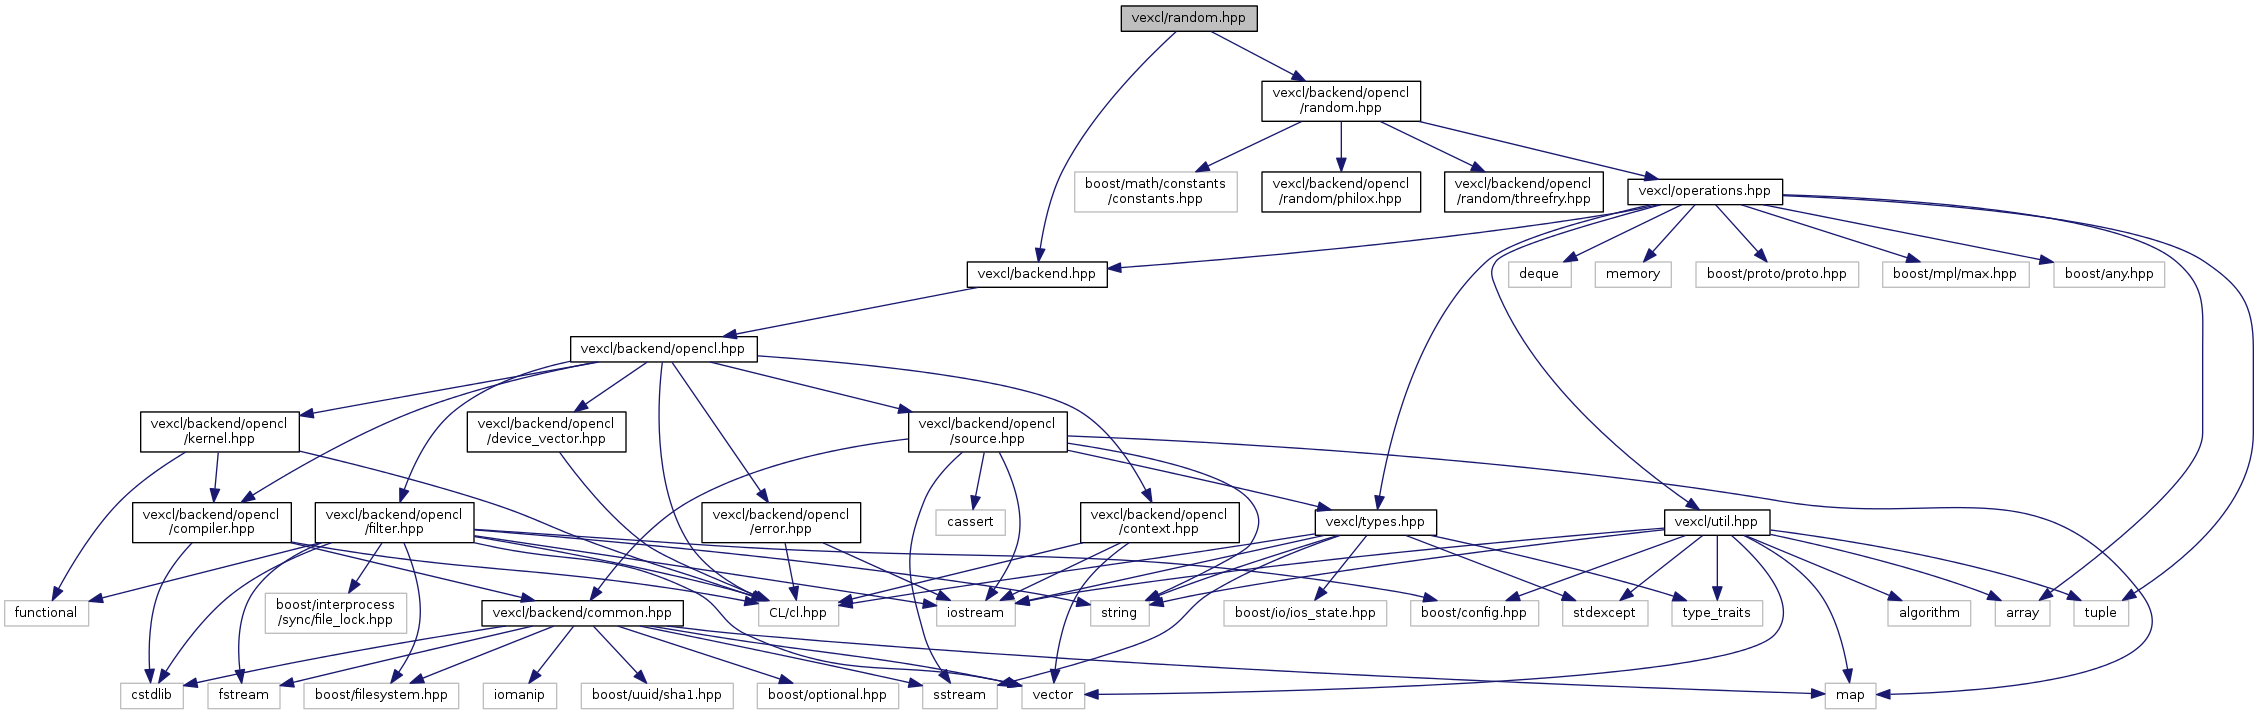 vexcl/random.hpp
vexcl/backend/opencl
/random.hpp
boost/math/constants
/constants.hpp
vexcl/backend/opencl
/random/philox.hpp
vexcl/backend/opencl
/random/threefry.hpp
vexcl/operations.hpp
vexcl/backend.hpp
deque
memory
boost/proto/proto.hpp
boost/mpl/max.hpp
boost/any.hpp
vexcl/backend/opencl.hpp
vexcl/backend/opencl
/kernel.hpp
vexcl/backend/opencl
/device_vector.hpp
vexcl/backend/opencl
/source.hpp
vexcl/backend/opencl
/compiler.hpp
vexcl/backend/opencl
/filter.hpp
vexcl/backend/opencl
/error.hpp
cassert
vexcl/backend/opencl
/context.hpp
vexcl/types.hpp
vexcl/util.hpp
functional
boost/interprocess
/sync/file_lock.hpp
vexcl/backend/common.hpp
CL/cl.hpp
iostream
string
boost/io/ios_state.hpp
boost/config.hpp
stdexcept
type_traits
algorithm
array
tuple
cstdlib
fstream
boost/filesystem.hpp
iomanip
boost/uuid/sha1.hpp
boost/optional.hpp
sstream
vector
map